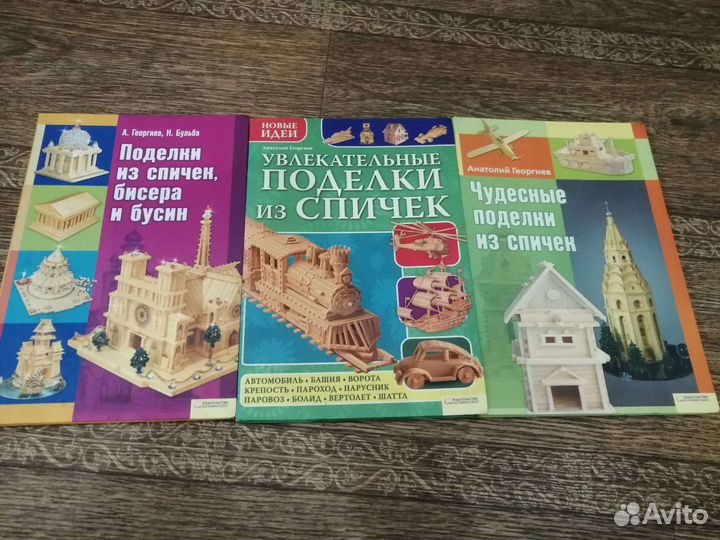 А. Георгиев, Н. Бульба
Поделки
из спичек,
бисера
и бусин
НОВЫЕ
ИДЕИ
Анатолий Георгиев
УВЛЕКАТЕЛЬНЫЕ
ПОДЕЛКИ
ИЗ СПИЧЕК
АВТОМОБИЛЬ • БАШНЯ • ВОРОТА
КРЕПОСТЬ • ПАРОХОД • ПАРУСНИК
ПАРОВОЗ • БОЛИД • ВЕРТОЛЕТ • ШАТТЛ
Анатолий Георгиев
Чудесные
поделки
из спичек
Avito